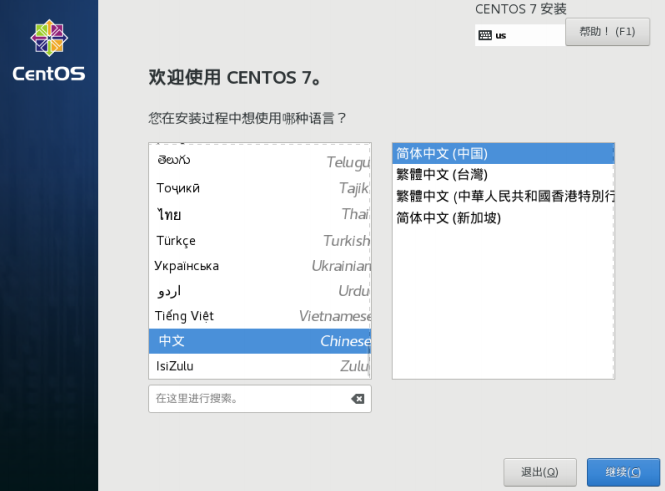 CentOS
CENTOS 7 安装
us
帮助！ (F1)
欢迎使用 CENTOS 7。
您在安装过程中想使用哪种语言？
తెలుగు Telugu
Тоҷикӣ Tajik
ไทย Thai
Türkçe Turkish
Українська Ukrainian
اردو Urdu
Tiếng Việt Vietnamese
中文 Chinese
IsiZulu Zulu
在这里进行搜索。
简体中文 (中国)
繁體中文 (台灣)
繁體中文 (中華人民共和國香港特別行
简体中文 (新加坡)
退出(Q)
继续(C)